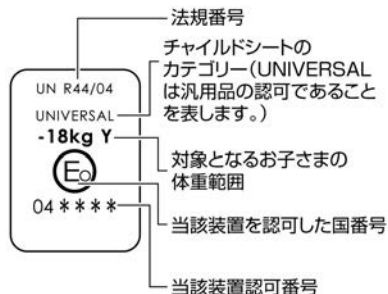 法規番号
チャイルドシートの
カテゴリー(UNIVERSAL
は汎用品の認可であること
を表します。)
対象となるお子さまの
体重範囲
当該装置を認可した国番号
当該装置認可番号
UN R44/04
UNIVERSAL
-18kg Y
E○
04****